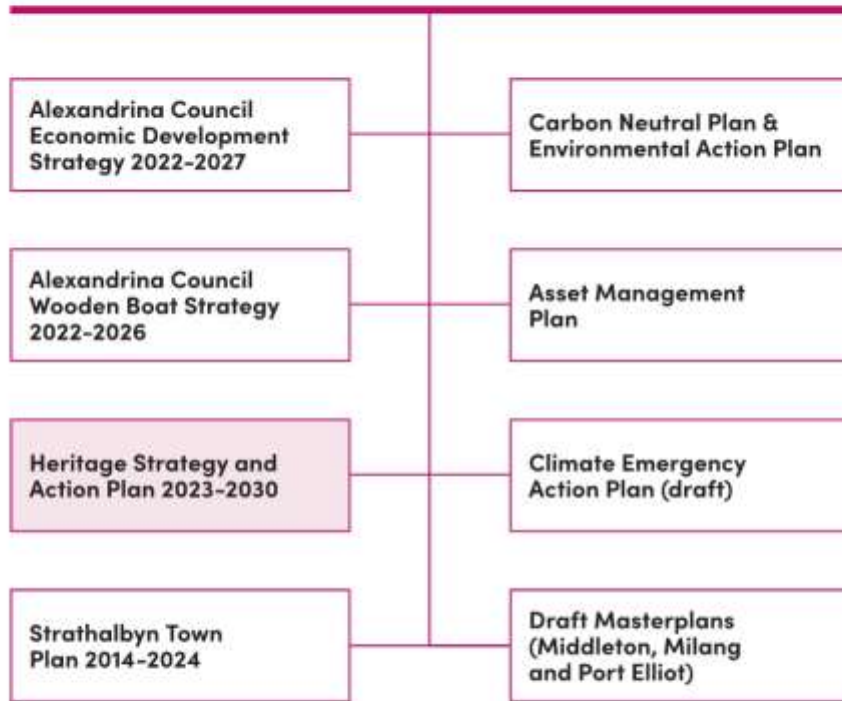 Alexandrina Council
Economic Development
Strategy 2022-2027
Carbon Neutral Plan &
Environmental Action Plan
Alexandrina Council
Wooden Boat Strategy
2022-2026
Asset Management
Plan
Heritage Strategy and
Action Plan 2023-2030
Climate Emergency
Action Plan (draft)
Strathalbyn Town
Plan 2014-2024
Draft Masterplans
(Middleton, Milang
and Port Elliot)